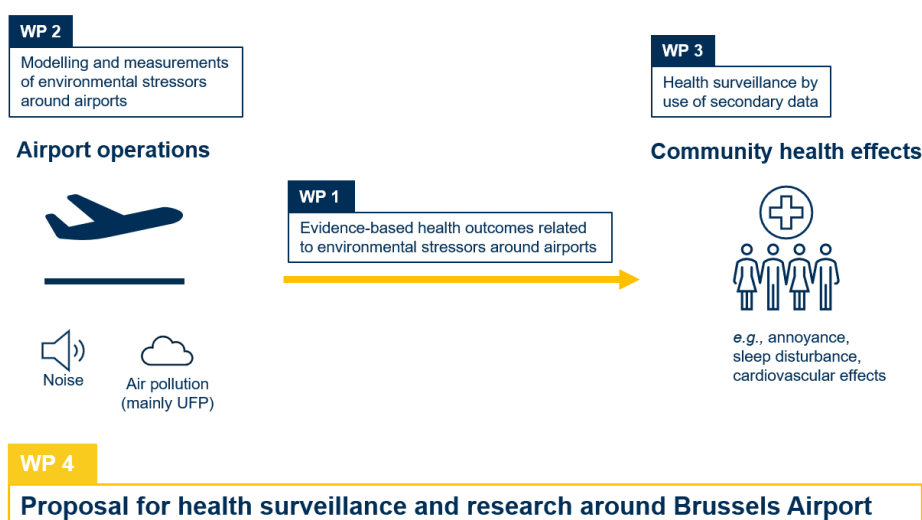 WP 2
Modelling and measurements
of environmental stressors
around airports
Airport operations
Noise
Air pollution
(mainly UFP)
WP 1
Evidence-based health outcomes related
to environmental stressors around airports
WP 3
Health surveillance by
use of secondary data
Community health effects
e.g., annoyance,
sleep disturbance,
cardiovascular effects
WP 4
Proposal for health surveillance and research around Brussels Airport